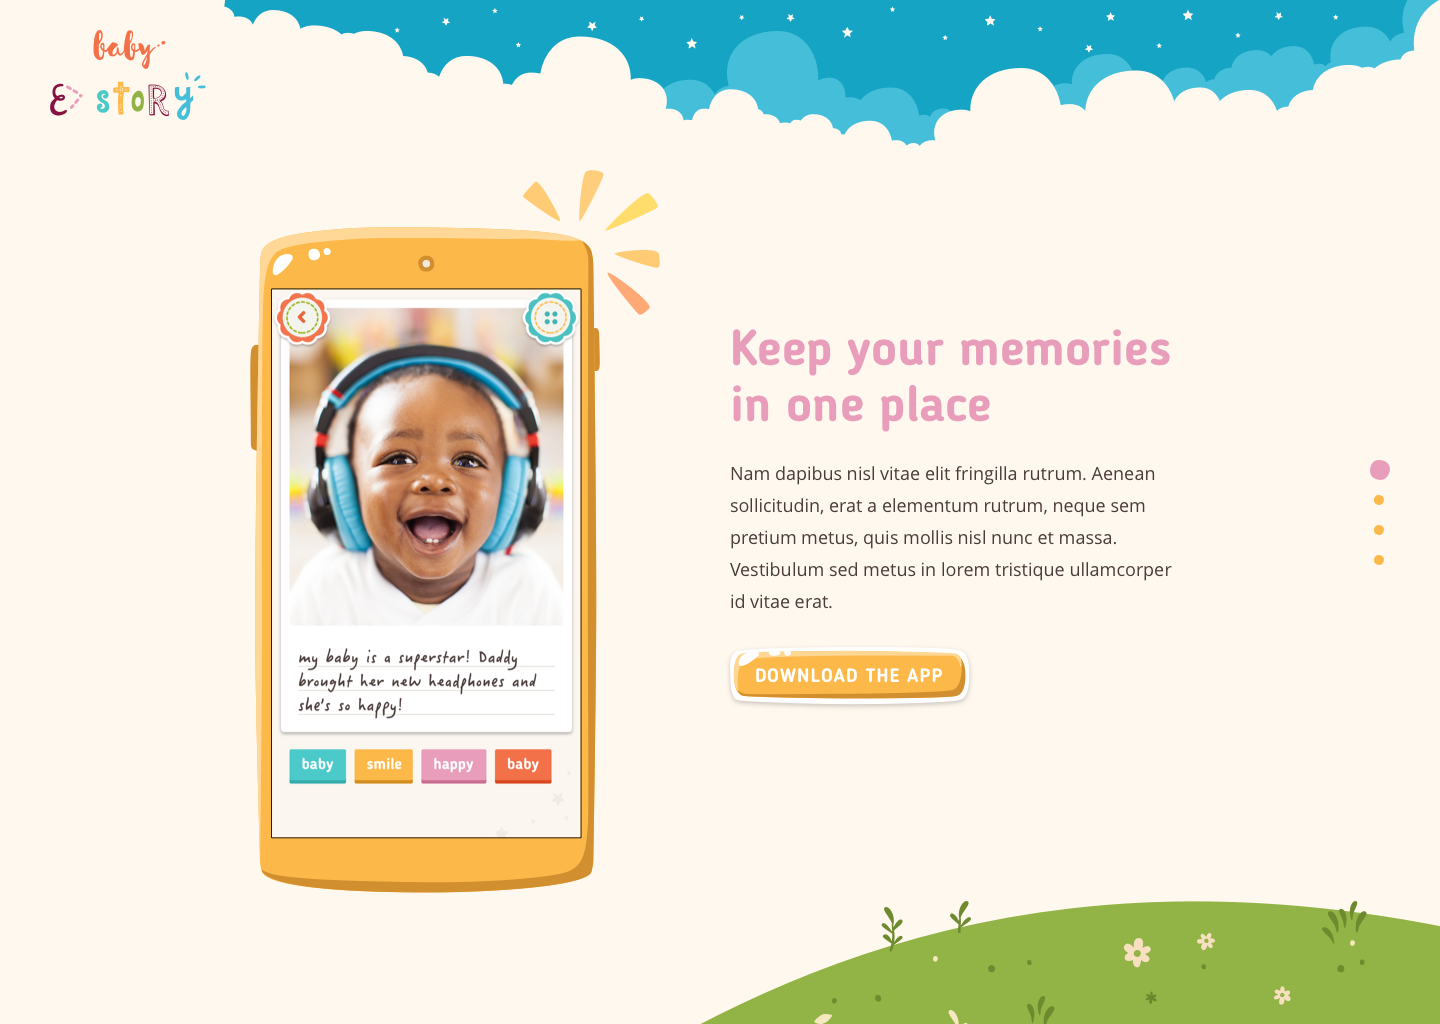 baby
E> stoRy
Keep your memories
in one place
Nam dapibus nisl vitae elit fringilla rutrum. Aenean
sollicitudin, erat a elementum rutrum, neque sem
pretium metus, quis mollis nisl nunc et massa.
Vestibulum sed metus in lorem tristique ullamcorper
id vitae erat.
DOWNLOAD THE APP
my baby is a superstar! Daddy
brought her new headphones and
she's so happy!
baby smile happy baby